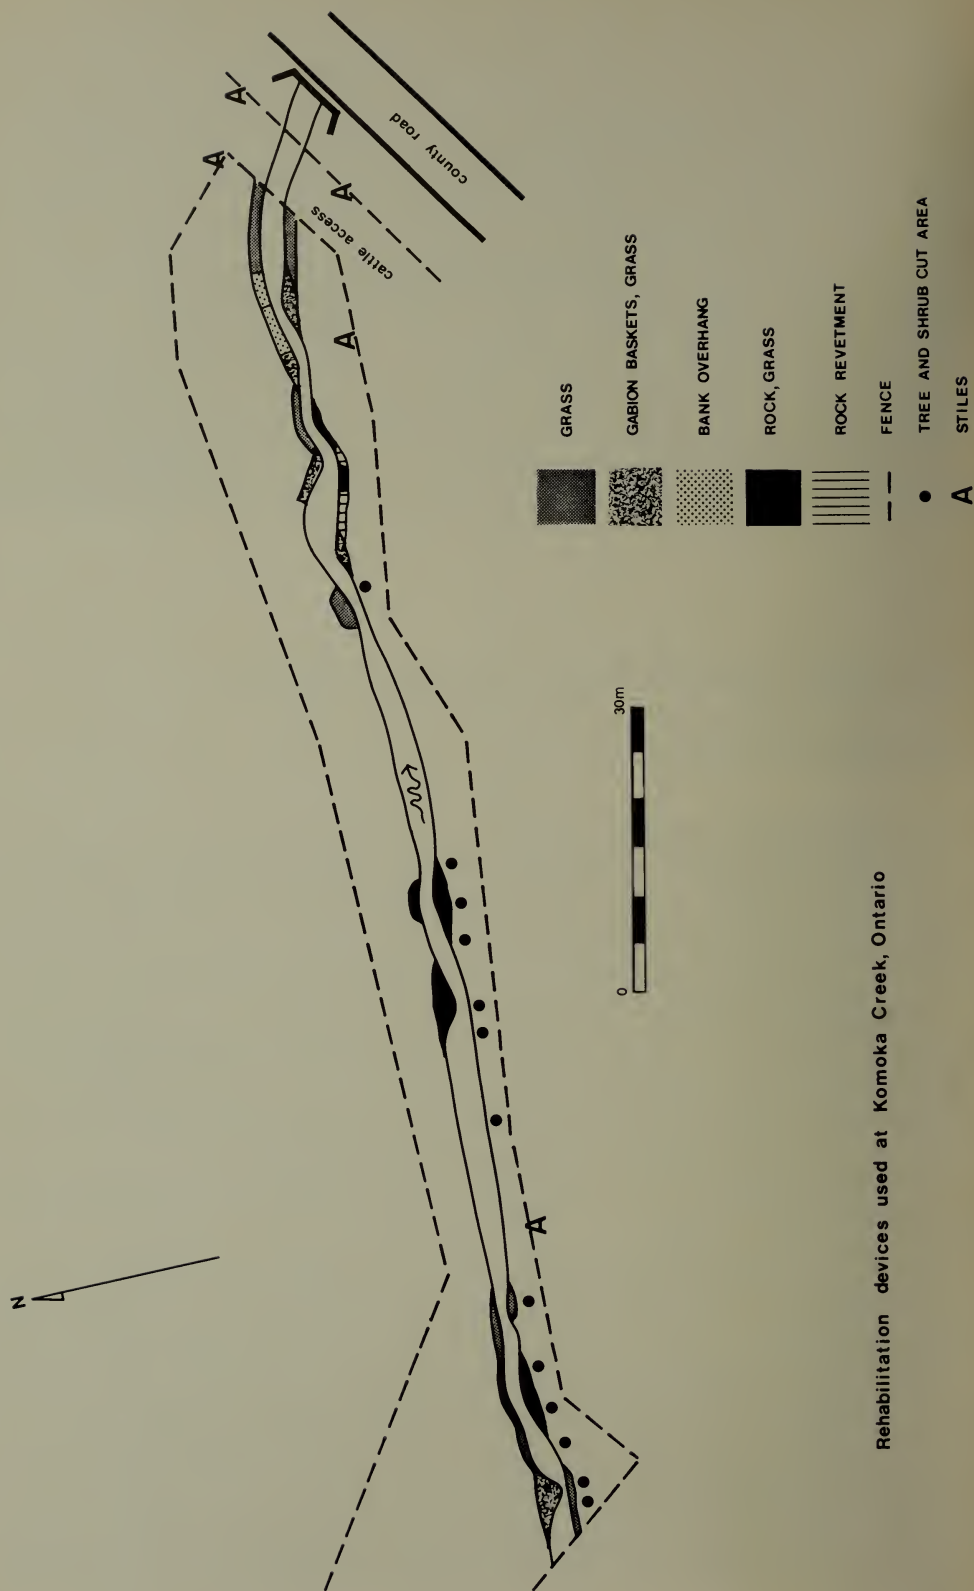 N
A
A
A
A
A
county road
cattle access
GRASS
GABION BASKETS, GRASS
BANK OVERHANG
ROCK, GRASS
ROCK REVETMENT
FENCE
TREE AND SHRUB CUT AREA
A STILES
0 30m
Rehabilitation devices used at Komoka Creek, Ontario